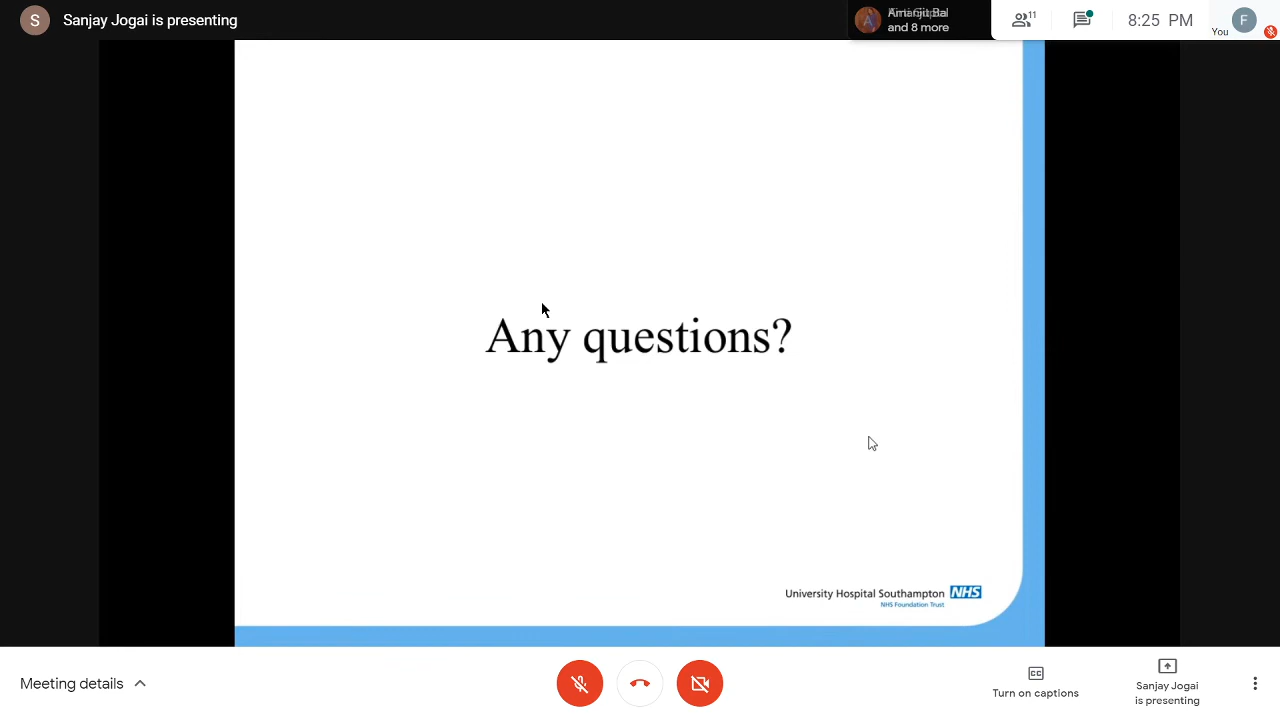 S
Sanjay Jogai is presenting
A
and 8 more
11
8:25 PM
You
F
Any questions?
University Hospital Southampton NHS
NHS Foundation Trust
Meeting details
CC
Turn on captions
Sanjay Jogai
is presenting